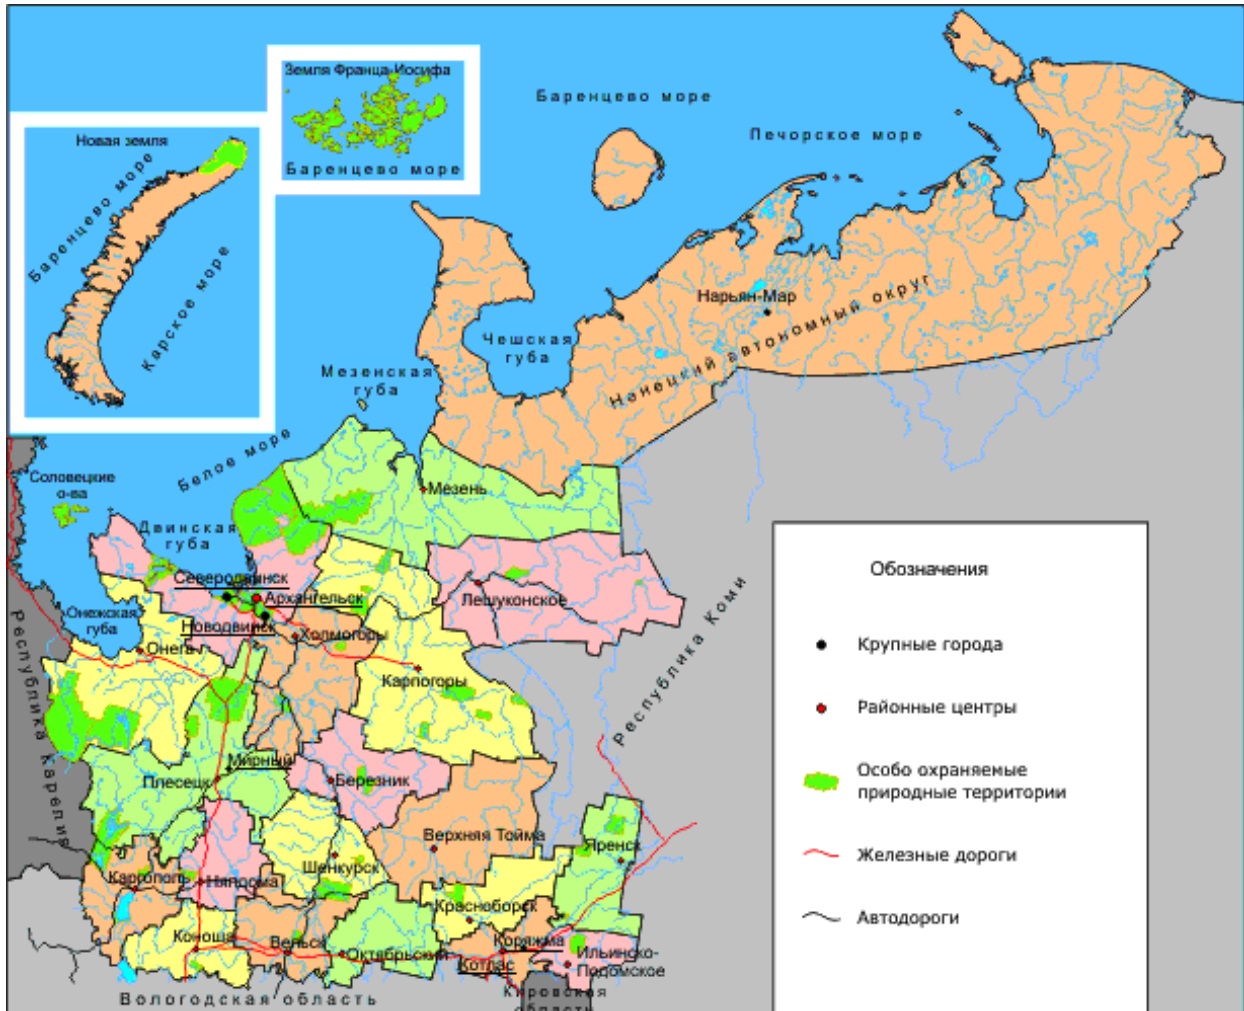 Земля Франца-Иосифа
Баренцево море
Новая земля
Баренцево море
Карское море
Баренцево море
Печорское море
Нарьян-Мар
Ненецкий автономный округ
Чешская
губа
Мезенская
губа
Белое море
Соловецкие
о-ва
Мезень
Двинская
губа
Северодвинск
Архангельск
Новодвинск
Лешуконское
Онежская
губа
Онега
Холмогоры
Карпогоры
Республика Карелия
Республика Коми
Мирный
Плесецк
Березник
Верхняя Тойма
Шенкурск
Яренск
Каргополь
Няндома
Красноборск
Коноша
Вельск
Октябрьский
Коряжма
Котлас
Ильинско-
Подомское
Вологодская область
Кировская
область
Обозначения
Крупные города
Районные центры
Особо охраняемые
природные территории
Железные дороги
Автодороги